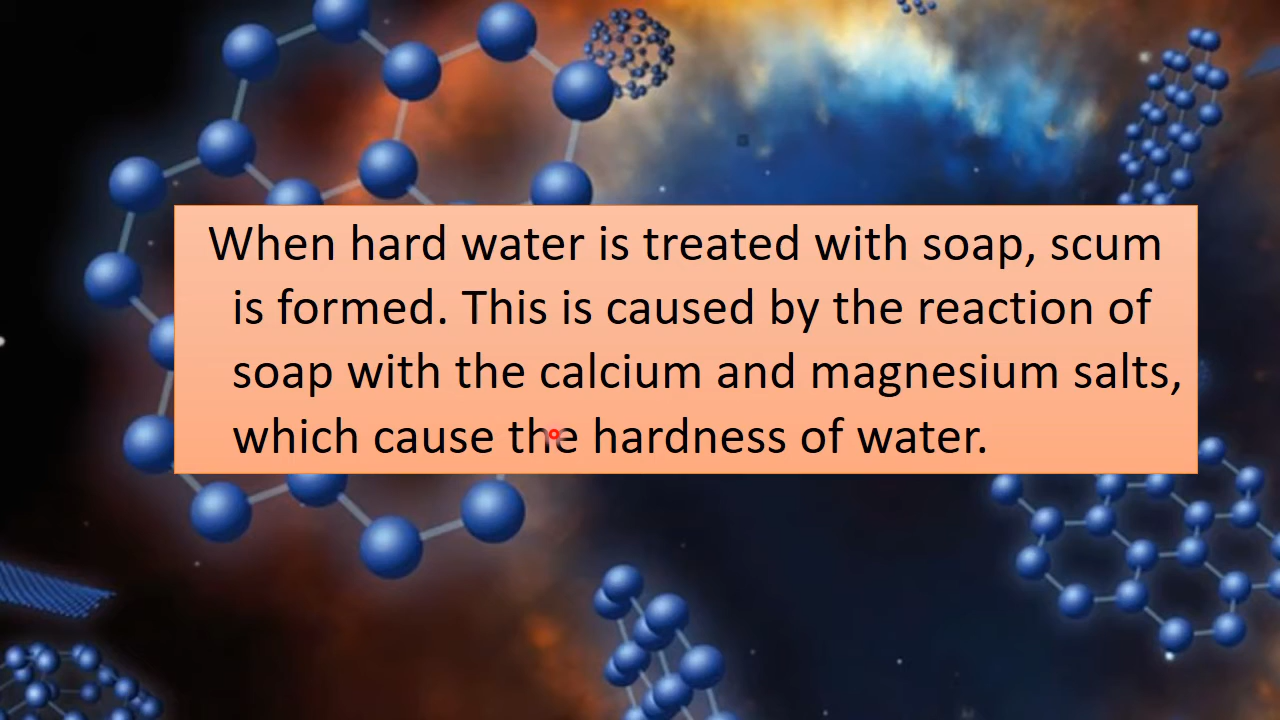 When hard water is treated with soap, scum
is formed. This is caused by the reaction of
soap with the calcium and magnesium salts,
which cause the hardness of water.